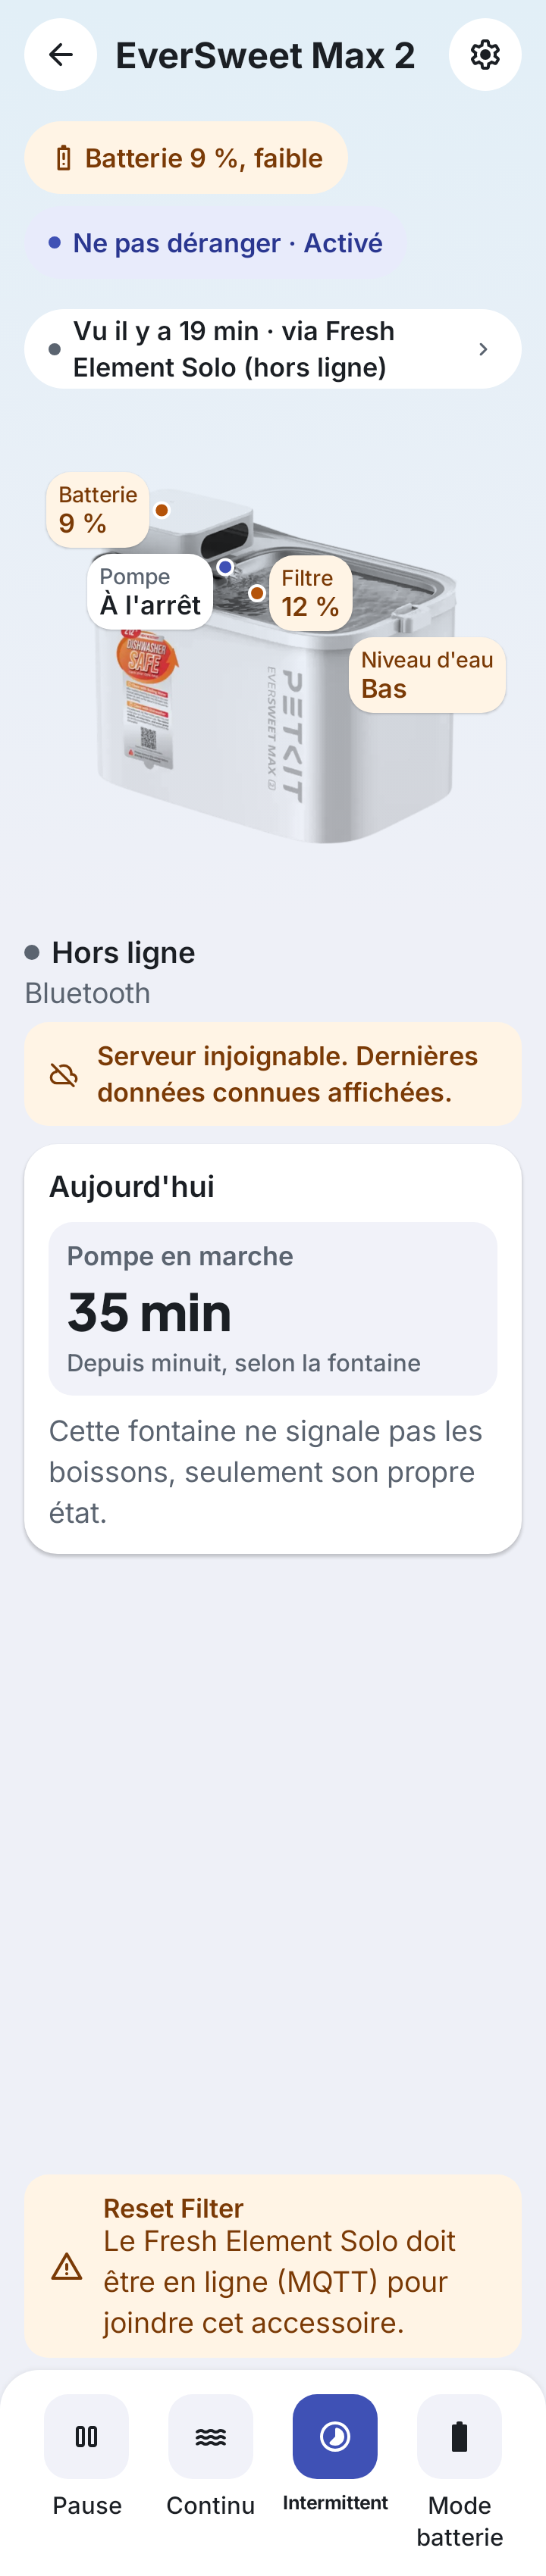 EverSweet Max 2
Batterie 9 %, faible
Ne pas déranger · Activé
Vu il y a 19 min · via Fresh
Element Solo (hors ligne)
Batterie
9 %
Pompe
À l'arrêt
Filtre
12 %
Niveau d'eau
Bas
DISHWASHER
SAFE
PETKIT
EVERSWEET MAX 2
Hors ligne
Bluetooth
Serveur injoignable. Dernières
données connues affichées.
Aujourd'hui
Pompe en marche
35 min
Depuis minuit, selon la fontaine
Cette fontaine ne signale pas les
boissons, seulement son propre
état.
Reset Filter
Le Fresh Element Solo doit
être en ligne (MQTT) pour
joindre cet accessoire.
Pause
Continu
Intermittent
Mode
batterie